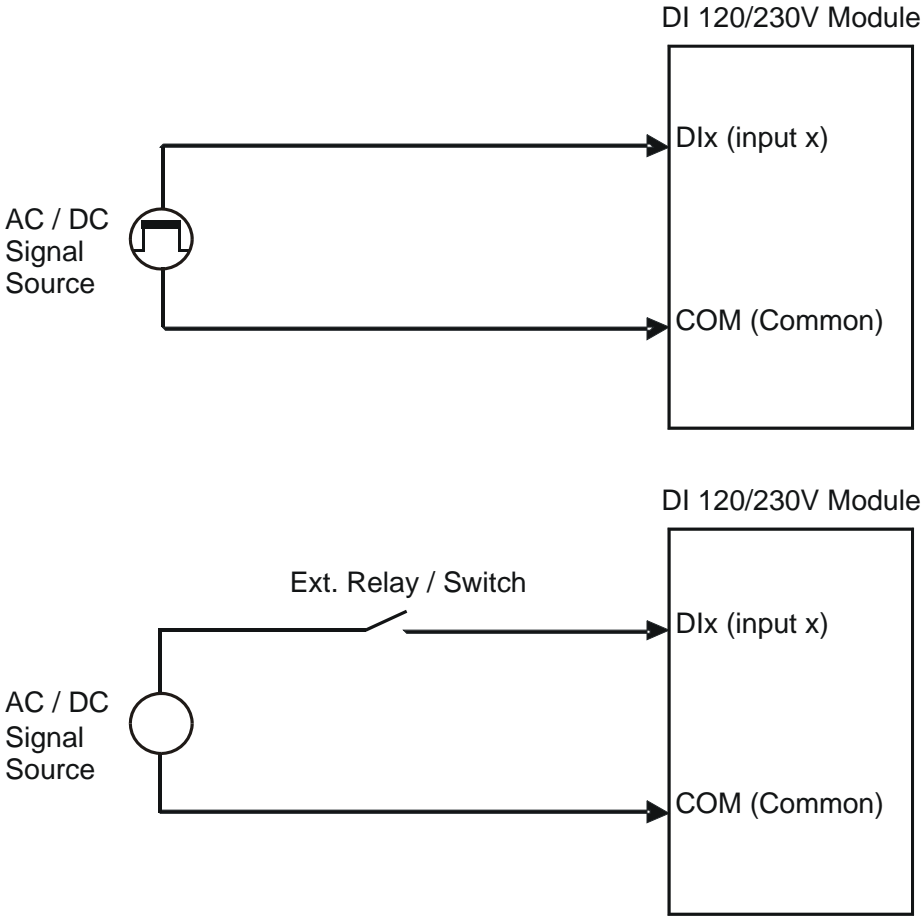 DI 120/230V Module
DIx (input x)
AC / DC
Signal
Source
COM (Common)
DI 120/230V Module
Ext. Relay / Switch
DIx (input x)
AC / DC
Signal
Source
COM (Common)